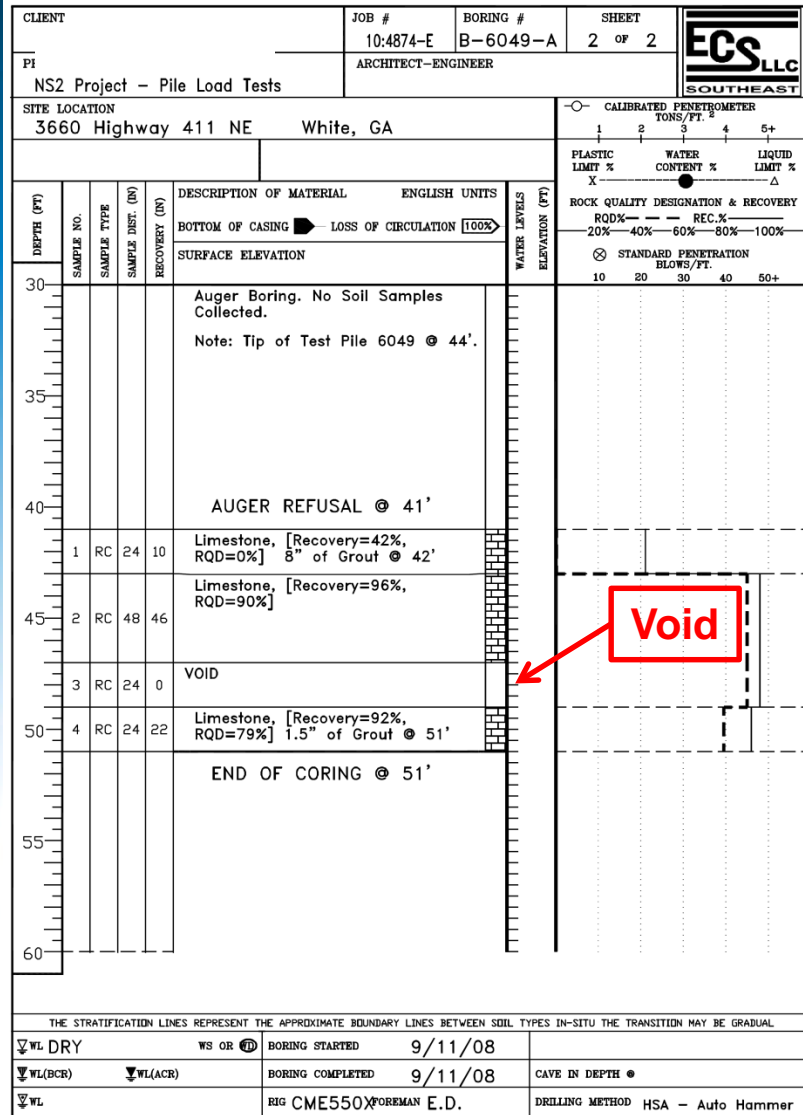 CLIENT
JOB #
10:4874-E
BORING #
B-6049-A
SHEET
2 OF 2
ECS LLC
SOUTHEAST
NS2 Project - Pile Load Tests
ARCHITECT-ENGINEER
SITE LOCATION
3660 Highway 411 NE White, GA
-O- CALIBRATED PENETROMETER
TONS/FT. 2
1 2 3 4 5+
PLASTIC WATER LIQUID
LIMIT % CONTENT % LIMIT %
X ● △
ROCK QUALITY DESIGNATION & RECOVERY
RQD% — — — REC.% ———
20% 40% 60% 80% 100%
⊗ STANDARD PENETRATION
BLOWS/FT.
10 20 30 40 50+
DEPTH (FT)
SAMPLE NO.
SAMPLE TYPE
SAMPLE DIST. (IN)
RECOVERY (IN)
DESCRIPTION OF MATERIAL ENGLISH UNITS
BOTTOM OF CASING LOSS OF CIRCULATION 100%
SURFACE ELEVATION
WATER LEVELS
ELEVATION (FT)
30
Auger Boring. No Soil Samples
Collected.
Note: Tip of Test Pile 6049 @ 44'.
35
40
AUGER REFUSAL @ 41'
1 RC 24 10
Limestone, [Recovery=42%,
RQD=0%] 8" of Grout @ 42'
45
2 RC 48 46
Limestone, [Recovery=96%,
RQD=90%]
Void
3 RC 24 0 VOID
50
4 RC 24 22
Limestone, [Recovery=92%,
RQD=79%] 1.5" of Grout @ 51'
END OF CORING @ 51'
55
60
THE STRATIFICATION LINES REPRESENT THE APPROXIMATE BOUNDARY LINES BETWEEN SOIL TYPES IN-SITU THE TRANSITION MAY BE GRADUAL
WL DRY WS OR WD BORING STARTED 9/11/08
WL(BCR) WL(ACR) BORING COMPLETED 9/11/08 CAVE IN DEPTH @
WL RIG CME550X FOREMAN E.D. DRILLING METHOD HSA - Auto Hammer